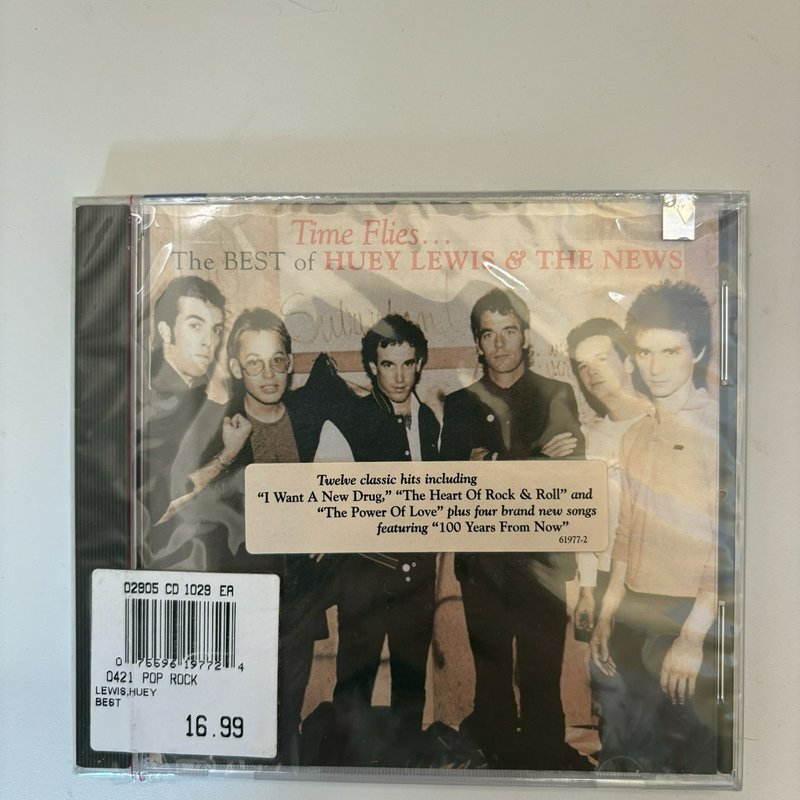 Time Flies...
The BEST of HUEY LEWIS & THE NEWS
Twelve classic hits including
“I Want A New Drug,” “The Heart Of Rock & Roll” and
“The Power Of Love” plus four brand new songs
featuring “100 Years From Now”
61977-2
02905 CD 1029 EA
0 75596 19772 4
0421 POP ROCK
LEWIS,HUEY
BEST
16.99